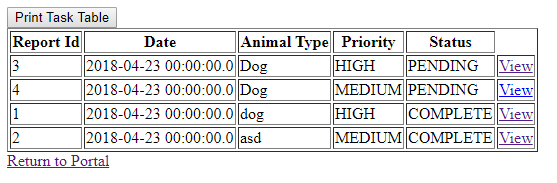 Print Task Table
Report Id Date Animal Type Priority Status
3 2018-04-23 00:00:00.0 Dog HIGH PENDING View
4 2018-04-23 00:00:00.0 Dog MEDIUM PENDING View
1 2018-04-23 00:00:00.0 dog HIGH COMPLETE View
2 2018-04-23 00:00:00.0 asd MEDIUM COMPLETE View
Return to Portal